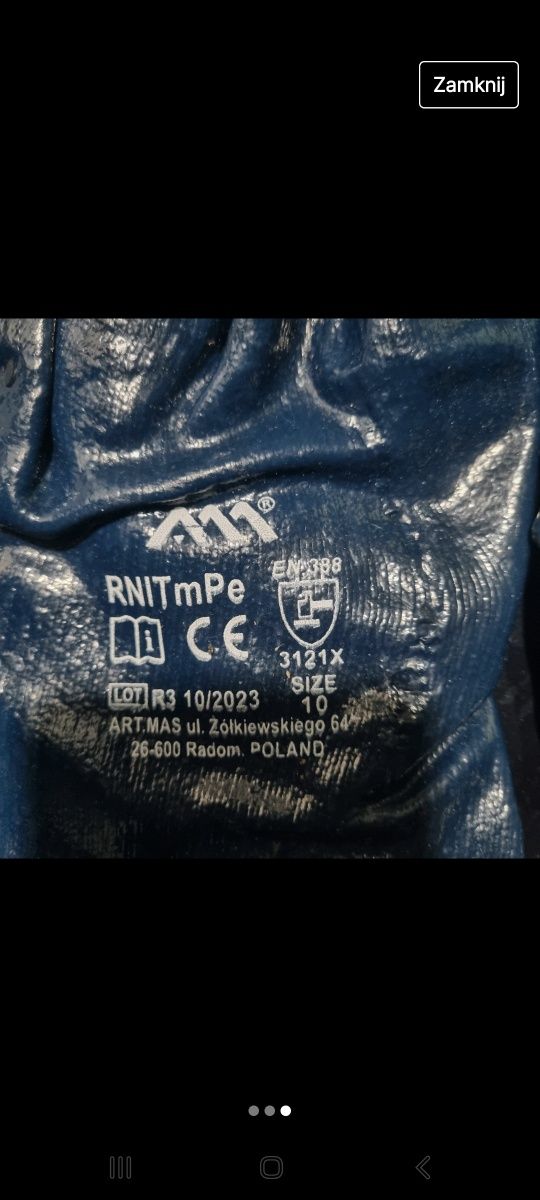 Zamknij
AM®
RNITmPe
EN 388
i
CE
3121X
SIZE
10
LOT R3 10/2023
ART.MAS ul. Żółkiewskiego 64
26-600 Radom. POLAND